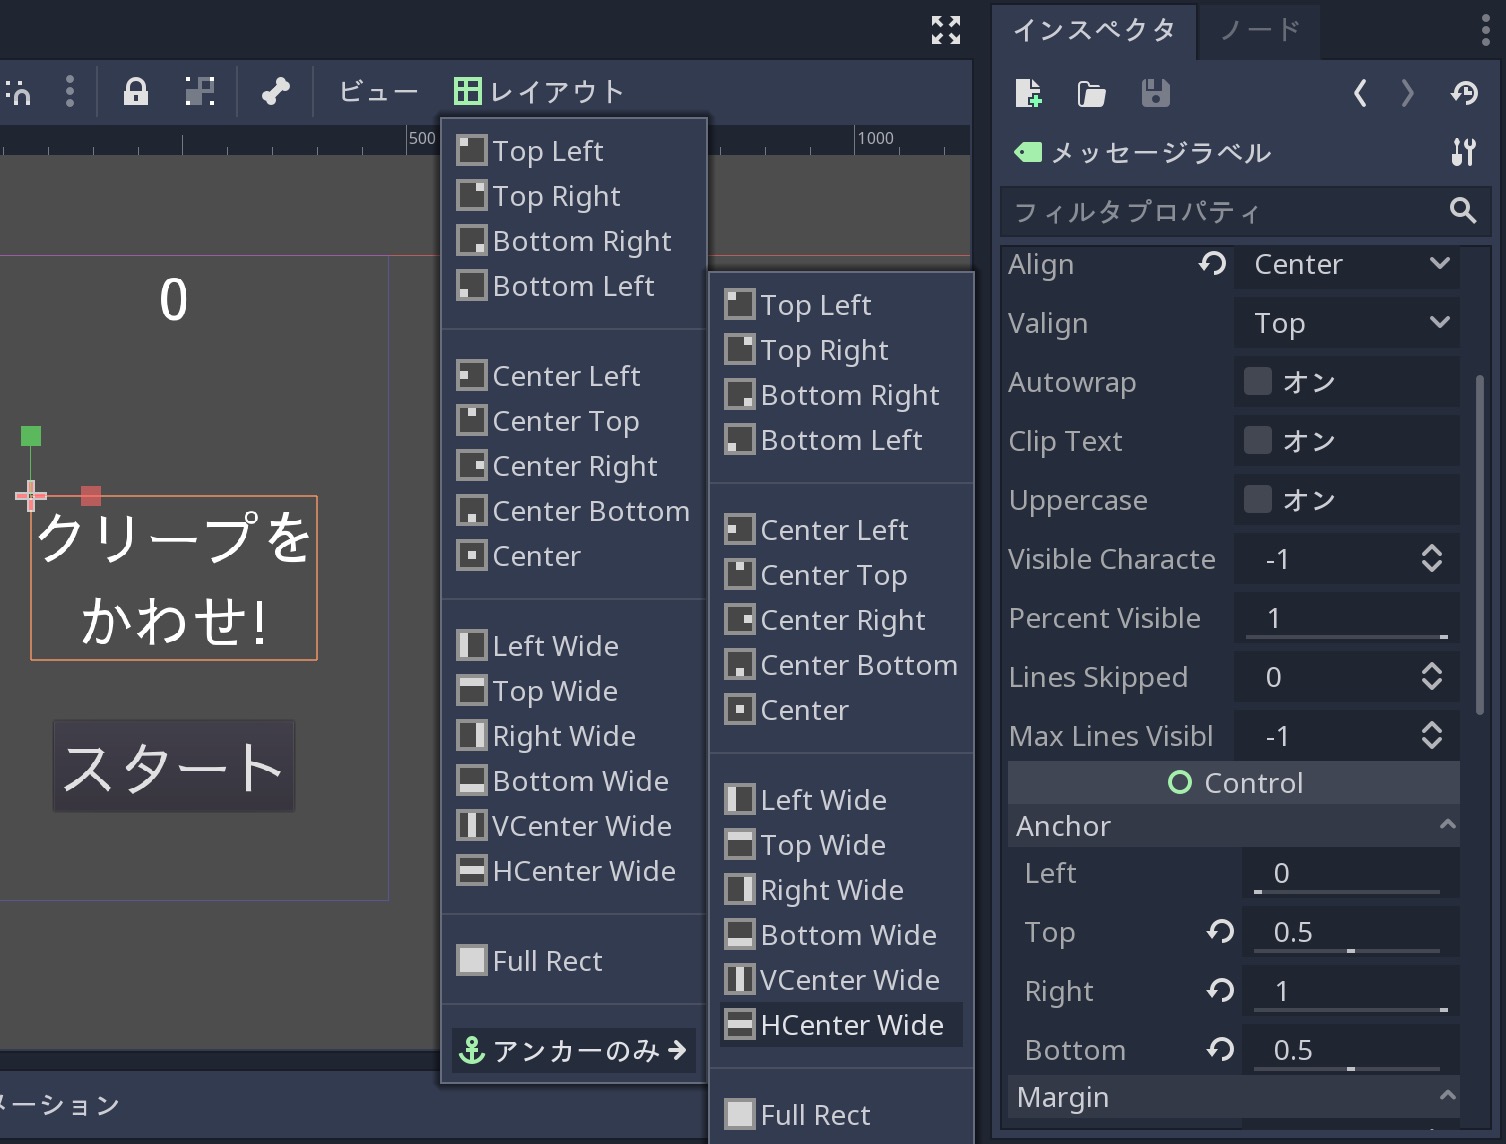 インスペクタ ノード
ビュー レイアウト
500
1000
メッセージラベル
フィルタプロパティ
0
クリープを
かわせ!
スタート
ーション
Top Left
Top Right
Bottom Right
Bottom Left
Center Left
Center Top
Center Right
Center Bottom
Center
Left Wide
Top Wide
Right Wide
Bottom Wide
VCenter Wide
HCenter Wide
Full Rect
アンカーのみ
Top Left
Top Right
Bottom Right
Bottom Left
Center Left
Center Top
Center Right
Center Bottom
Center
Left Wide
Top Wide
Right Wide
Bottom Wide
VCenter Wide
HCenter Wide
Full Rect
Align Center
Valign Top
Autowrap オン
Clip Text オン
Uppercase オン
Visible Characte -1
Percent Visible 1
Lines Skipped 0
Max Lines Visibl -1
Control
Anchor
Left 0
Top 0.5
Right 1
Bottom 0.5
Margin